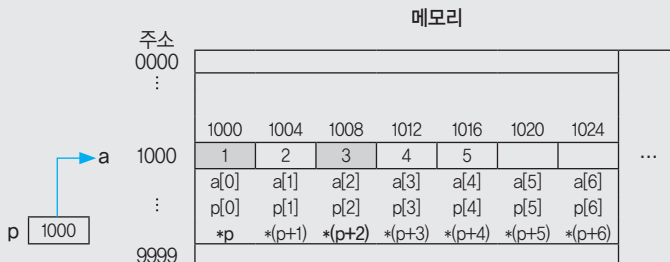 메모리
주소
0000
⋮
1000 1004 1008 1012 1016 1020 1024
a 1000 1 2 3 4 5 …
a[0] a[1] a[2] a[3] a[4] a[5] a[6]
⋮ p[0] p[1] p[2] p[3] p[4] p[5] p[6]
p 1000 *p *(p+1) *(p+2) *(p+3) *(p+4) *(p+5) *(p+6)
9999